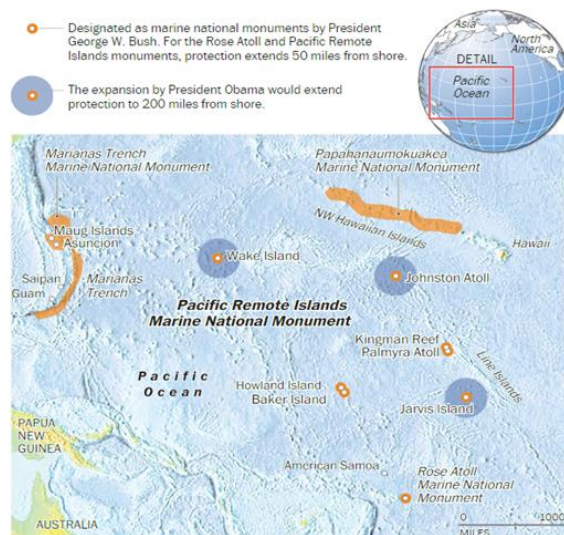 Designated as marine national monuments by President
George W. Bush. For the Rose Atoll and Pacific Remote
Islands monuments, protection extends 50 miles from shore.
The expansion by President Obama would extend
protection to 200 miles from shore.
Asia
North
America
DETAIL
Pacific
Ocean
Marianas Trench
Marine National Monument
Papahanaumokuakea
Marine National Monument
Maug Islands
Asuncion
NW Hawaiian Islands
Hawaii
Wake Island
Johnston Atoll
Saipan
Guam
Marianas
Trench
Pacific Remote Islands
Marine National Monument
Kingman Reef
Palmyra Atoll
Line Islands
Pacific
Ocean
Howland Island
Baker Island
Jarvis Island
PAPUA
NEW
GUINEA
American Samoa
Rose Atoll
Marine National
Monument
AUSTRALIA
0 1000
MILES